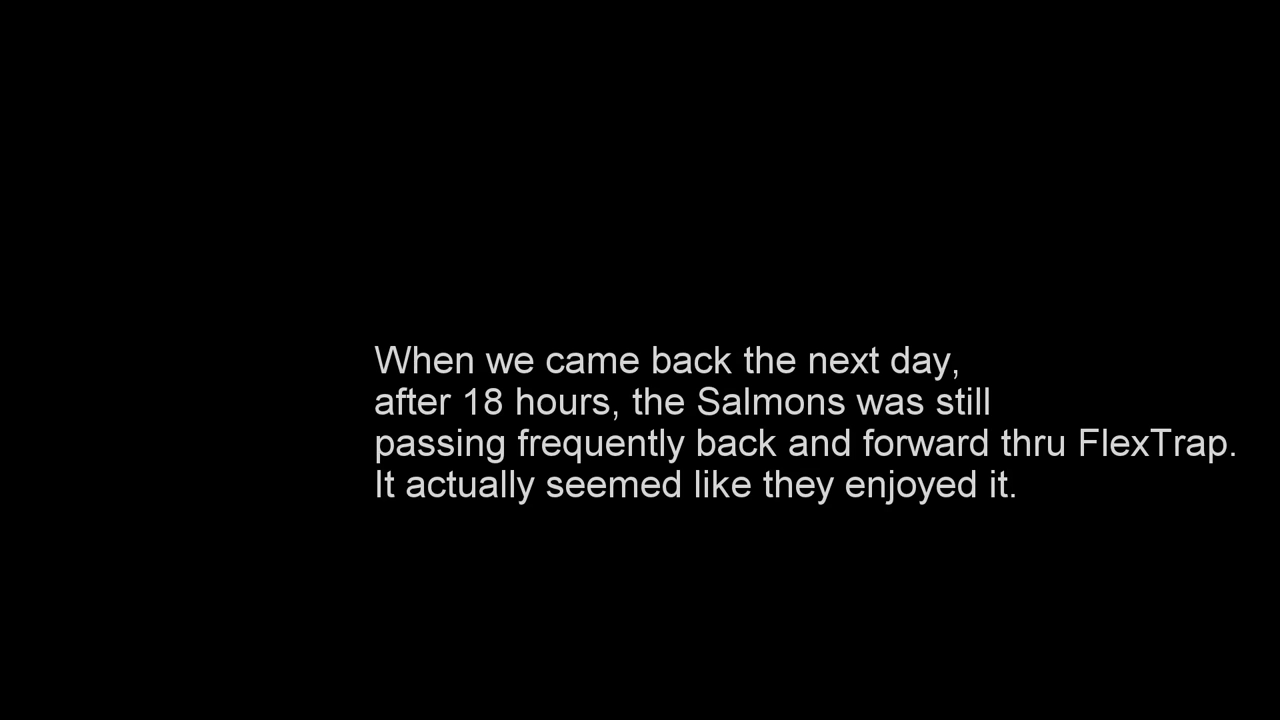 When we came back the next day,
after 18 hours, the Salmons was still
passing frequently back and forward thru FlexTrap.
It actually seemed like they enjoyed it.